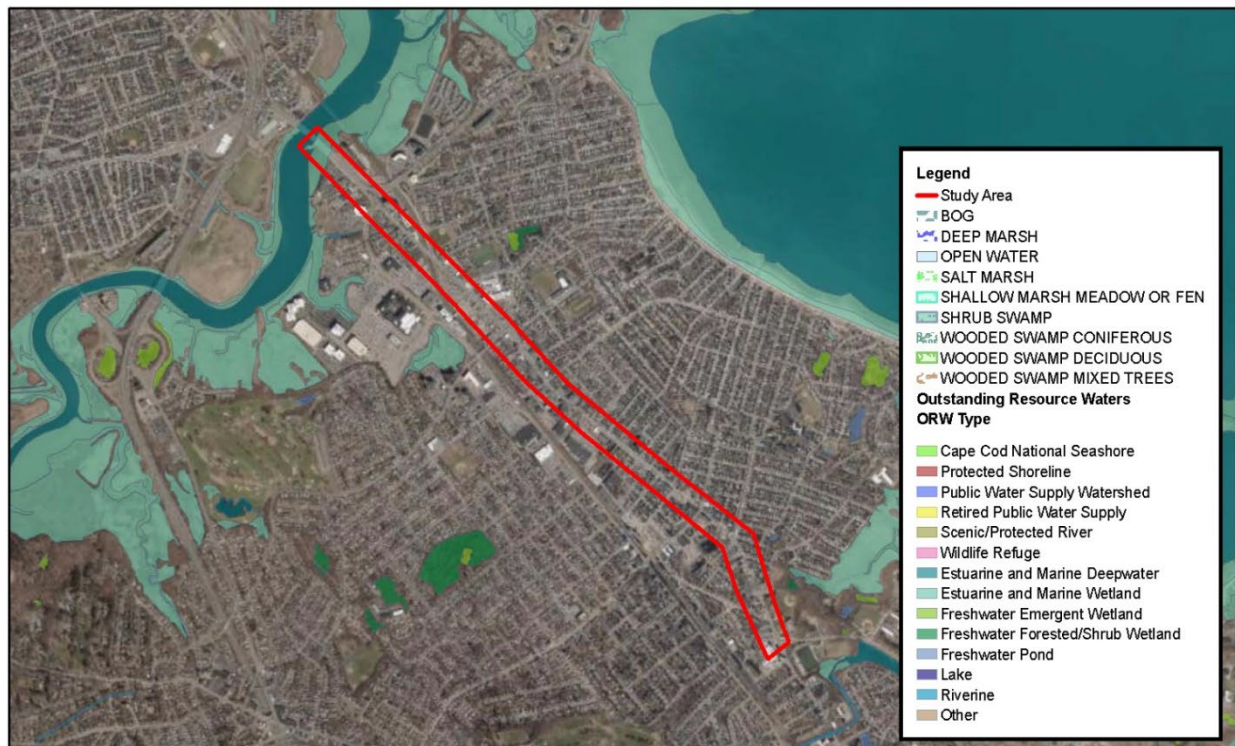 Legend
Study Area
BOG
DEEP MARSH
OPEN WATER
SALT MARSH
SHALLOW MARSH MEADOW OR FEN
SHRUB SWAMP
WOODED SWAMP CONIFEROUS
WOODED SWAMP DECIDUOUS
WOODED SWAMP MIXED TREES
Outstanding Resource Waters
ORW Type
Cape Cod National Seashore
Protected Shoreline
Public Water Supply Watershed
Retired Public Water Supply
Scenic/Protected River
Wildlife Refuge
Estuarine and Marine Deepwater
Estuarine and Marine Wetland
Freshwater Emergent Wetland
Freshwater Forested/Shrub Wetland
Freshwater Pond
Lake
Riverine
Other